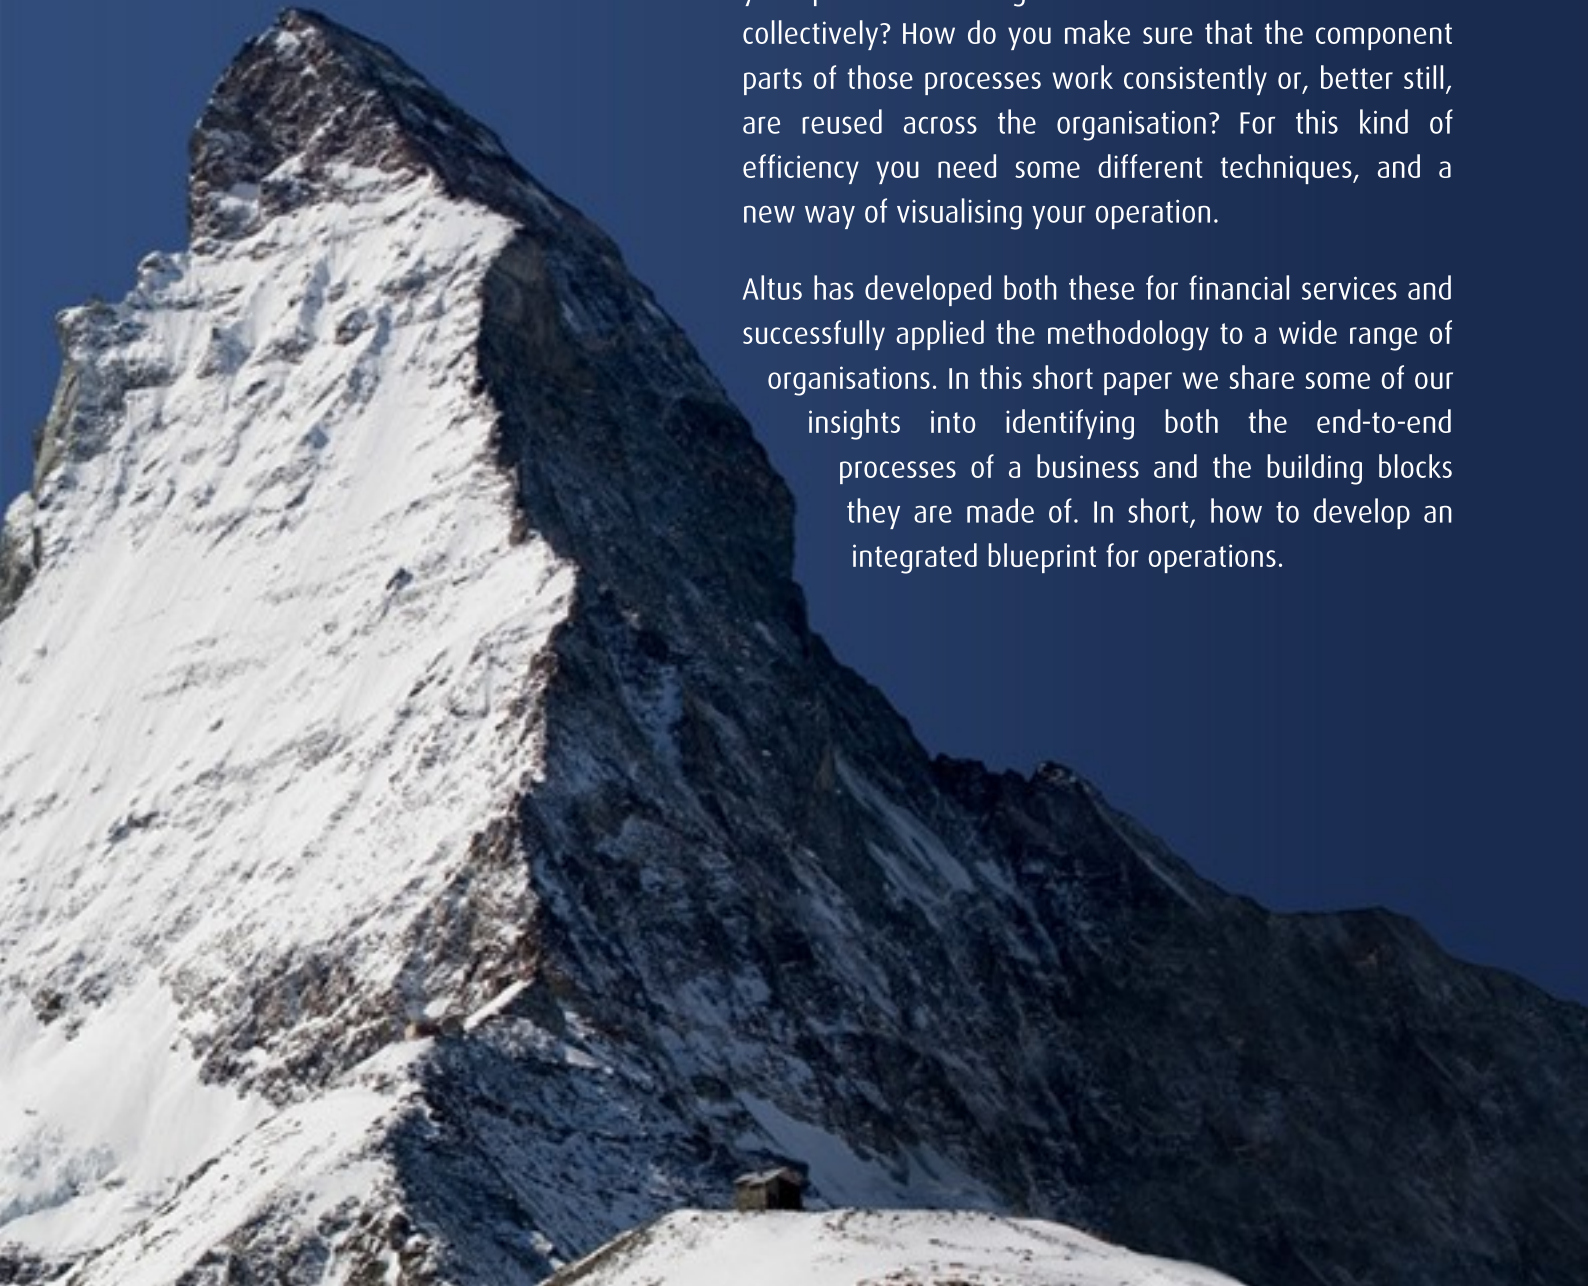 collectively? How do you make sure that the component
parts of those processes work consistently or, better still,
are reused across the organisation? For this kind of
efficiency you need some different techniques, and a
new way of visualising your operation.
Altus has developed both these for financial services and
successfully applied the methodology to a wide range of
organisations. In this short paper we share some of our
insights into identifying both the end-to-end
processes of a business and the building blocks
they are made of. In short, how to develop an
integrated blueprint for operations.